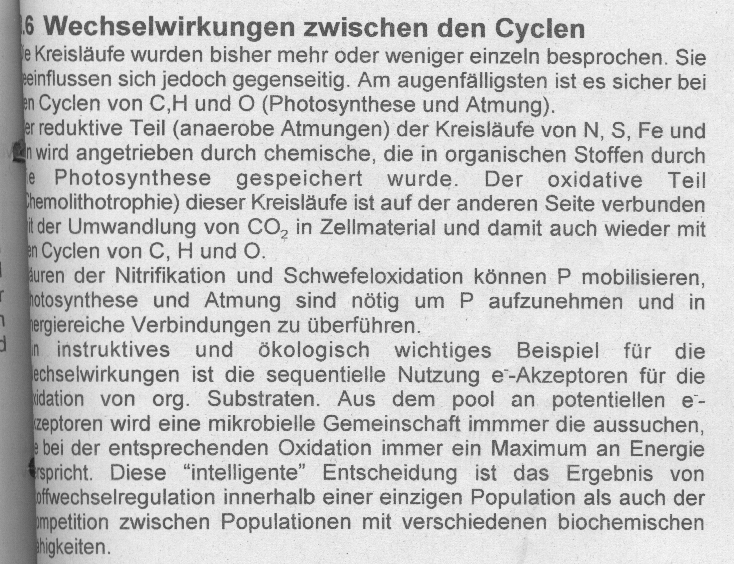 .6 Wechselwirkungen zwischen den Cyclen
e Kreisläufe wurden bisher mehr oder weniger einzeln besprochen. Sie
eeinflussen sich jedoch gegenseitig. Am augenfälligsten ist es sicher bei
en Cyclen von C,H und O (Photosynthese und Atmung).
er reduktive Teil (anaerobe Atmungen) der Kreisläufe von N, S, Fe und
n wird angetrieben durch chemische, die in organischen Stoffen durch
e Photosynthese gespeichert wurde. Der oxidative Teil
Chemolithotrophie) dieser Kreisläufe ist auf der anderen Seite verbunden
it der Umwandlung von CO₂ in Zellmaterial und damit auch wieder mit
en Cyclen von C, H und O.
äuren der Nitrifikation und Schwefeloxidation können P mobilisieren,
hotosynthese und Atmung sind nötig um P aufzunehmen und in
nergiereiche Verbindungen zu überführen.
in instruktives und ökologisch wichtiges Beispiel für die
echselwirkungen ist die sequentielle Nutzung e⁻-Akzeptoren für die
xidation von org. Substraten. Aus dem pool an potentiellen e⁻-
kzeptoren wird eine mikrobielle Gemeinschaft immmer die aussuchen,
e bei der entsprechenden Oxidation immer ein Maximum an Energie
rspricht. Diese “intelligente” Entscheidung ist das Ergebnis von
offwechselregulation innerhalb einer einzigen Population als auch der
ompetition zwischen Populationen mit verschiedenen biochemischen
ähigkeiten.